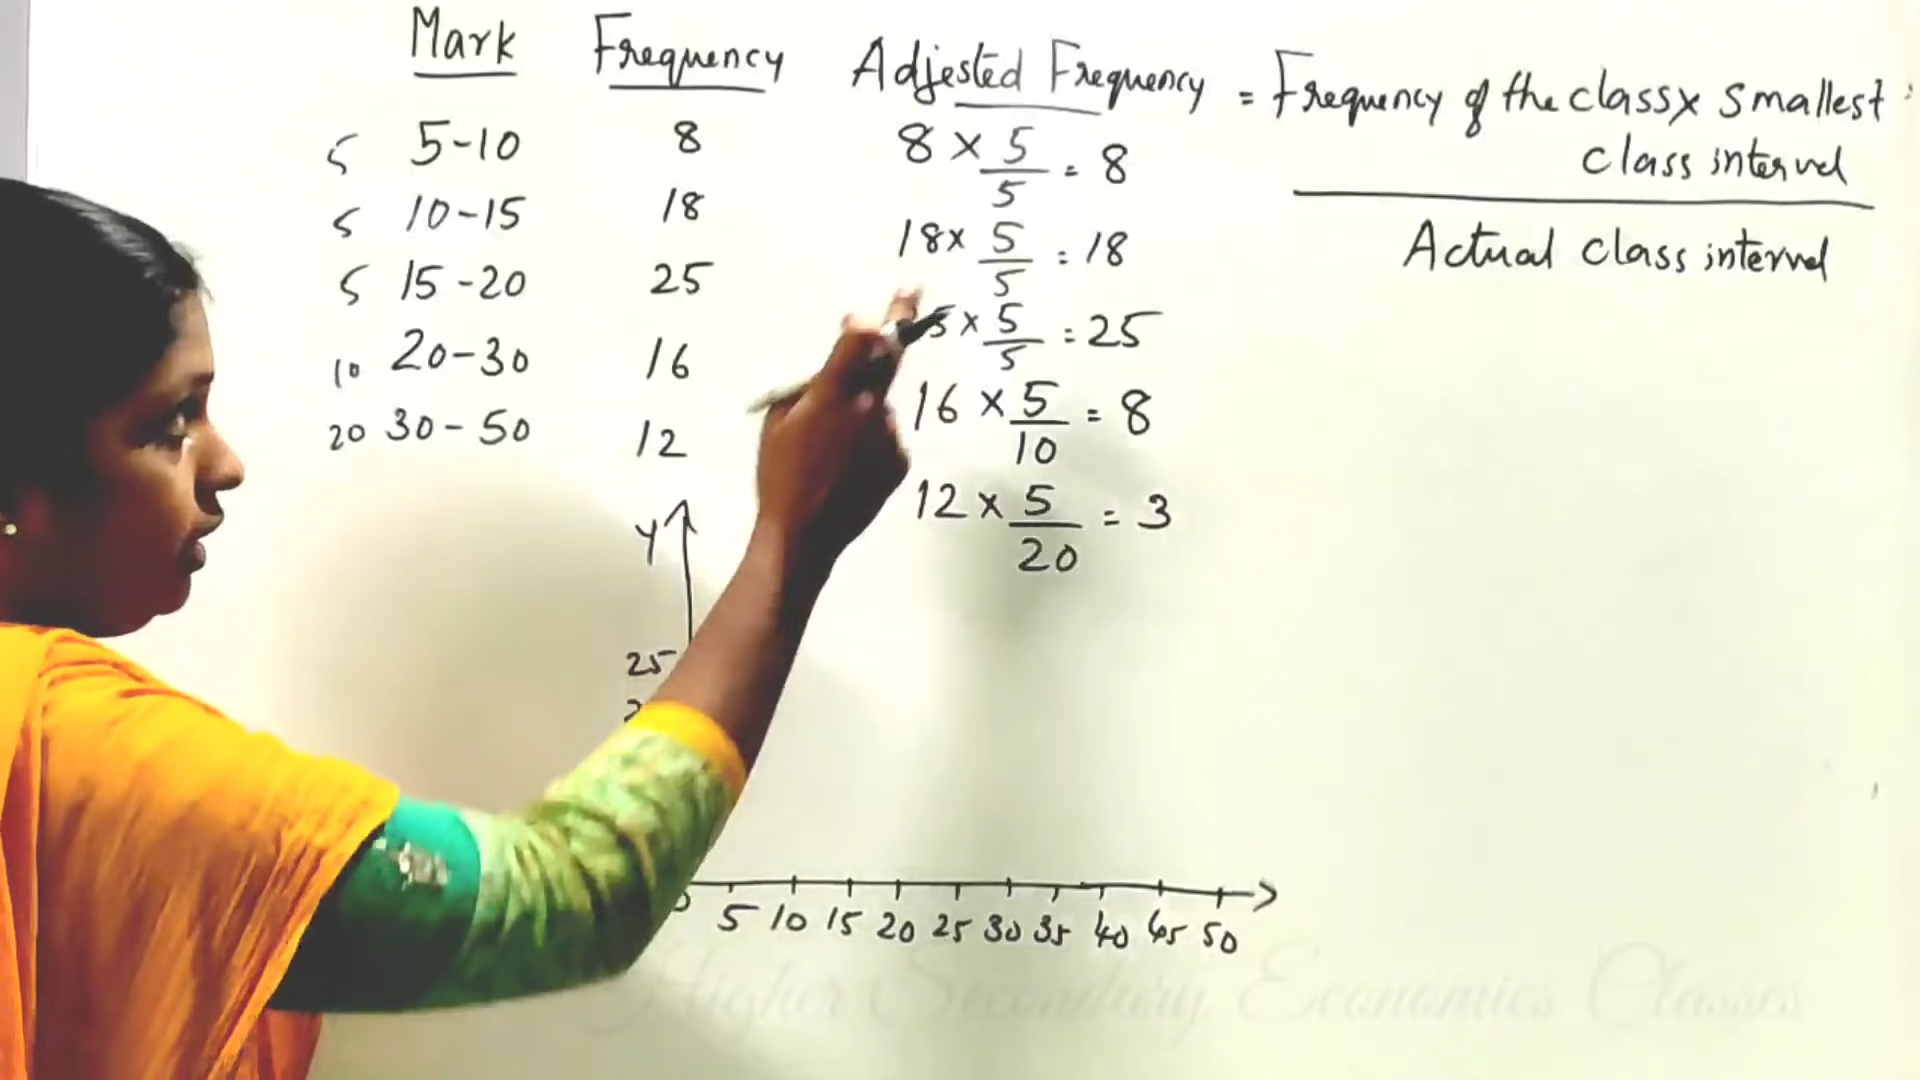 Mark Frequency Adjested Frequency = Frequency of the class x smallest
class interval
Actual class interval
5 5-10 8 8 × 5/5 = 8
5 10-15 18 18 × 5/5 = 18
5 15-20 25 5 × 5/5 = 25
10 20-30 16 16 × 5/10 = 8
20 30-50 12 12 × 5/20 = 3
Y
25
5 10 15 20 25 30 35 40 45 50
Higher Secondary Economics Classes